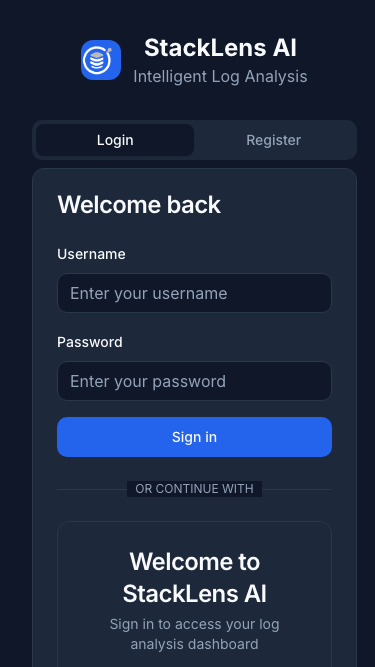 StackLens AI
Intelligent Log Analysis
Login
Register
Welcome back
Username
Enter your username
Password
Enter your password
Sign in
OR CONTINUE WITH
Welcome to
StackLens AI
Sign in to access your log
analysis dashboard